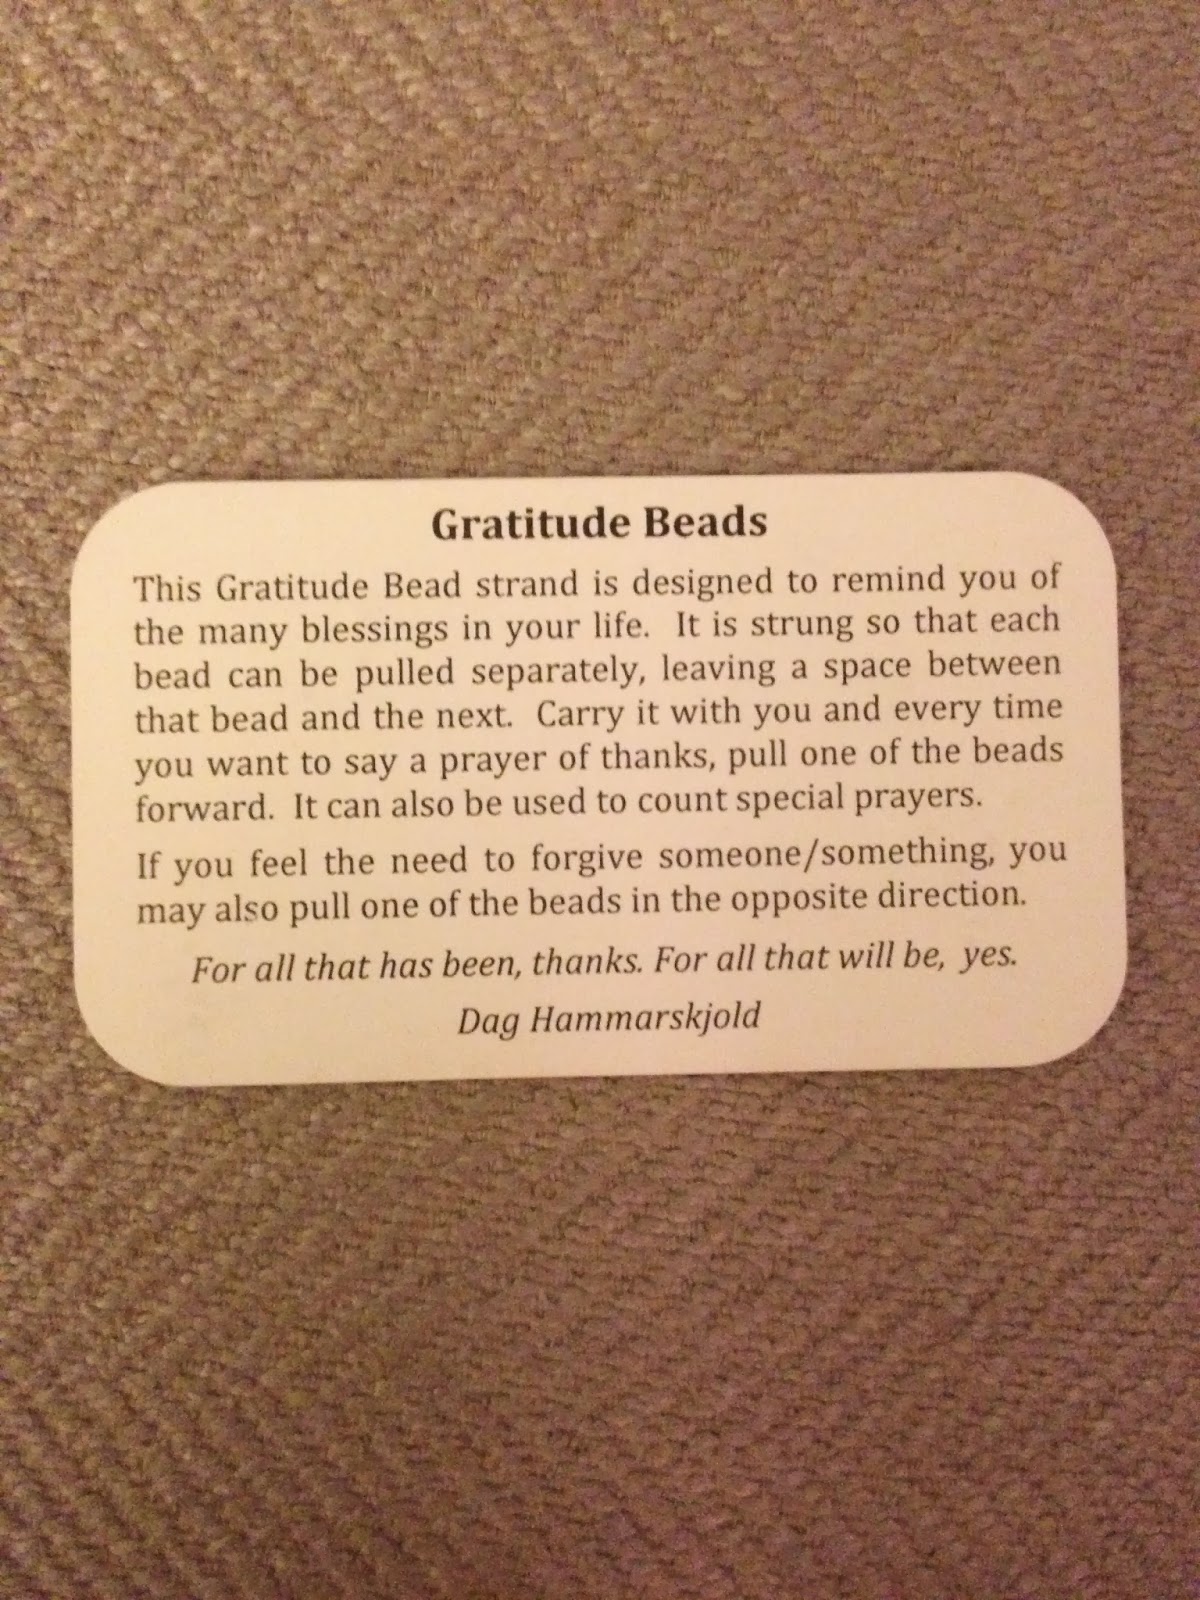 Gratitude Beads
This Gratitude Bead strand is designed to remind you of
the many blessings in your life. It is strung so that each
bead can be pulled separately, leaving a space between
that bead and the next. Carry it with you and every time
you want to say a prayer of thanks, pull one of the beads
forward. It can also be used to count special prayers.
If you feel the need to forgive someone/something, you
may also pull one of the beads in the opposite direction.
For all that has been, thanks. For all that will be, yes.
Dag Hammarskjold